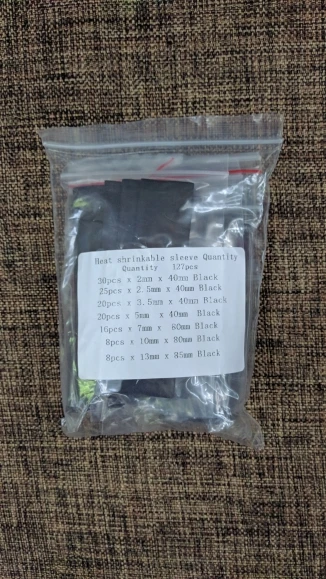 Heat shrinkable sleeve Quantity
Quantity 127pcs
30pcs x 2mm x 40mm Black
25pcs x 2.5mm x 40mm Black
20pcs x 3.5mm x 40mm Black
20pcs x 5mm x 40mm Black
16pcs x 7mm x 80mm Black
8pcs x 10mm x 80mm Black
8pcs x 13mm x 85mm Black